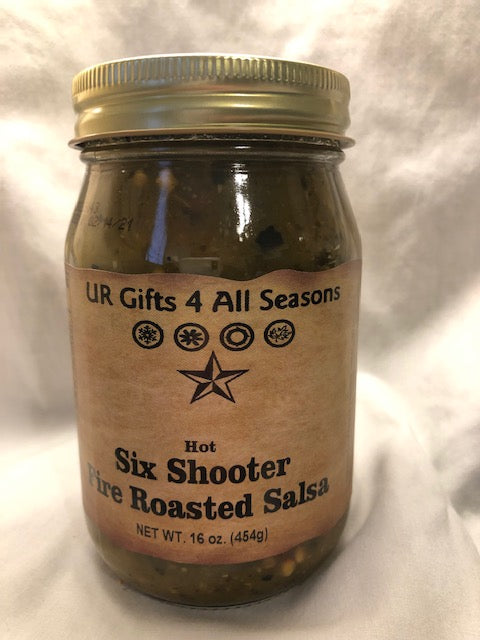 UR Gifts 4 All Seasons
Hot
Six Shooter
Fire Roasted Salsa
NET WT. 16 oz. (454g)